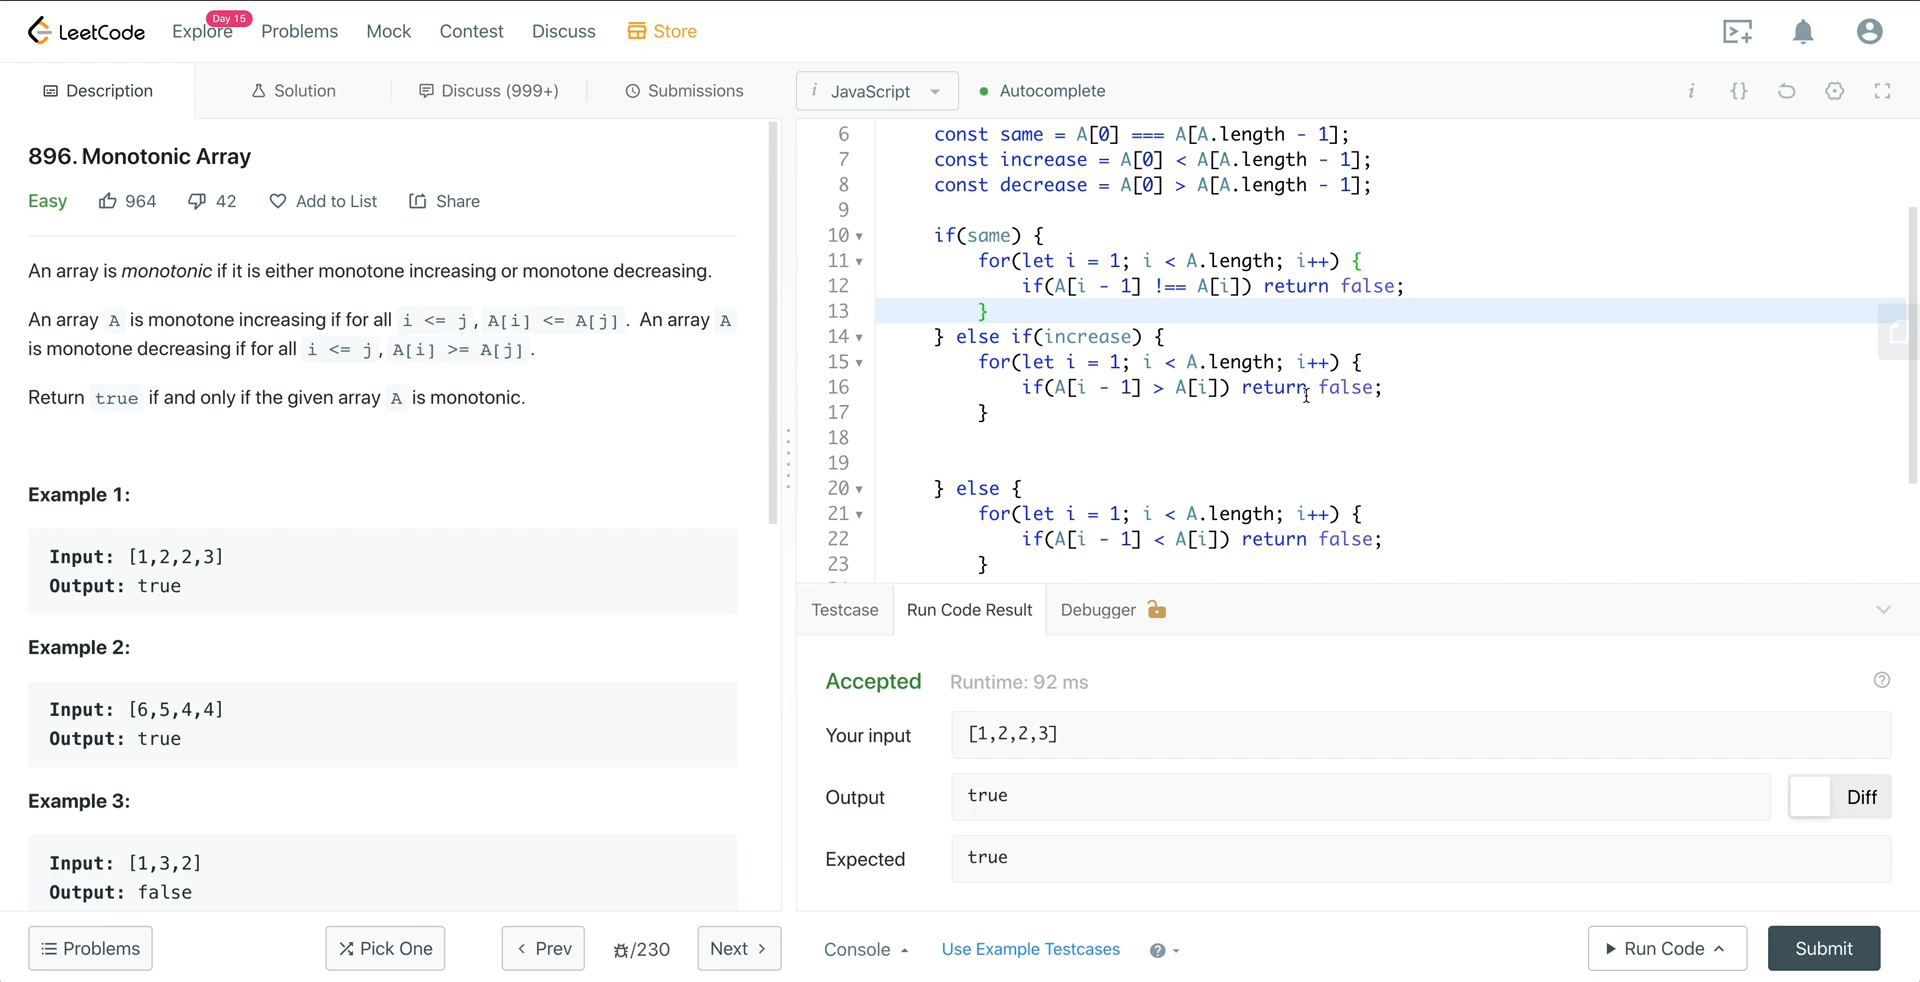 LeetCode
Explore
Day 15
Problems
Mock
Contest
Discuss
Store
Description
Solution
Discuss (999+)
Submissions
896. Monotonic Array
Easy
964
42
Add to List
Share
An array is monotonic if it is either monotone increasing or monotone decreasing.
An array A is monotone increasing if for all i <= j, A[i] <= A[j]. An array A
is monotone decreasing if for all i <= j, A[i] >= A[j].
Return true if and only if the given array A is monotonic.
Example 1:
Input: [1,2,2,3]
Output: true
Example 2:
Input: [6,5,4,4]
Output: true
Example 3:
Input: [1,3,2]
Output: false
Problems
Pick One
Prev
/230
Next
i JavaScript
Autocomplete
i
{}
6 const same = A[0] === A[A.length - 1];
7 const increase = A[0] < A[A.length - 1];
8 const decrease = A[0] > A[A.length - 1];
9
10 if(same) {
11 for(let i = 1; i < A.length; i++) {
12 if(A[i - 1] !== A[i]) return false;
13 }
14 } else if(increase) {
15 for(let i = 1; i < A.length; i++) {
16 if(A[i - 1] > A[i]) return false;
17 }
18
19
20 } else {
21 for(let i = 1; i < A.length; i++) {
22 if(A[i - 1] < A[i]) return false;
23 }
Testcase
Run Code Result
Debugger
Accepted
Runtime: 92 ms
Your input
[1,2,2,3]
Output
true
Diff
Expected
true
Console
Use Example Testcases
Run Code
Submit